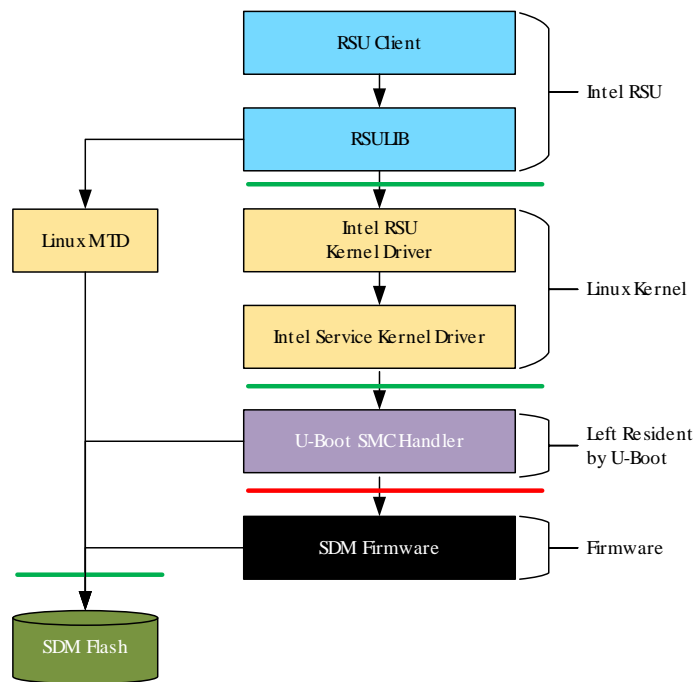 RSU Client
Intel RSU
RSULIB
Linux MTD
Intel RSU
Kernel Driver
Linux Kernel
Intel Service Kernel Driver
U-Boot SMC Handler
Left Resident
by U-Boot
SDM Firmware
Firmware
SDM Flash